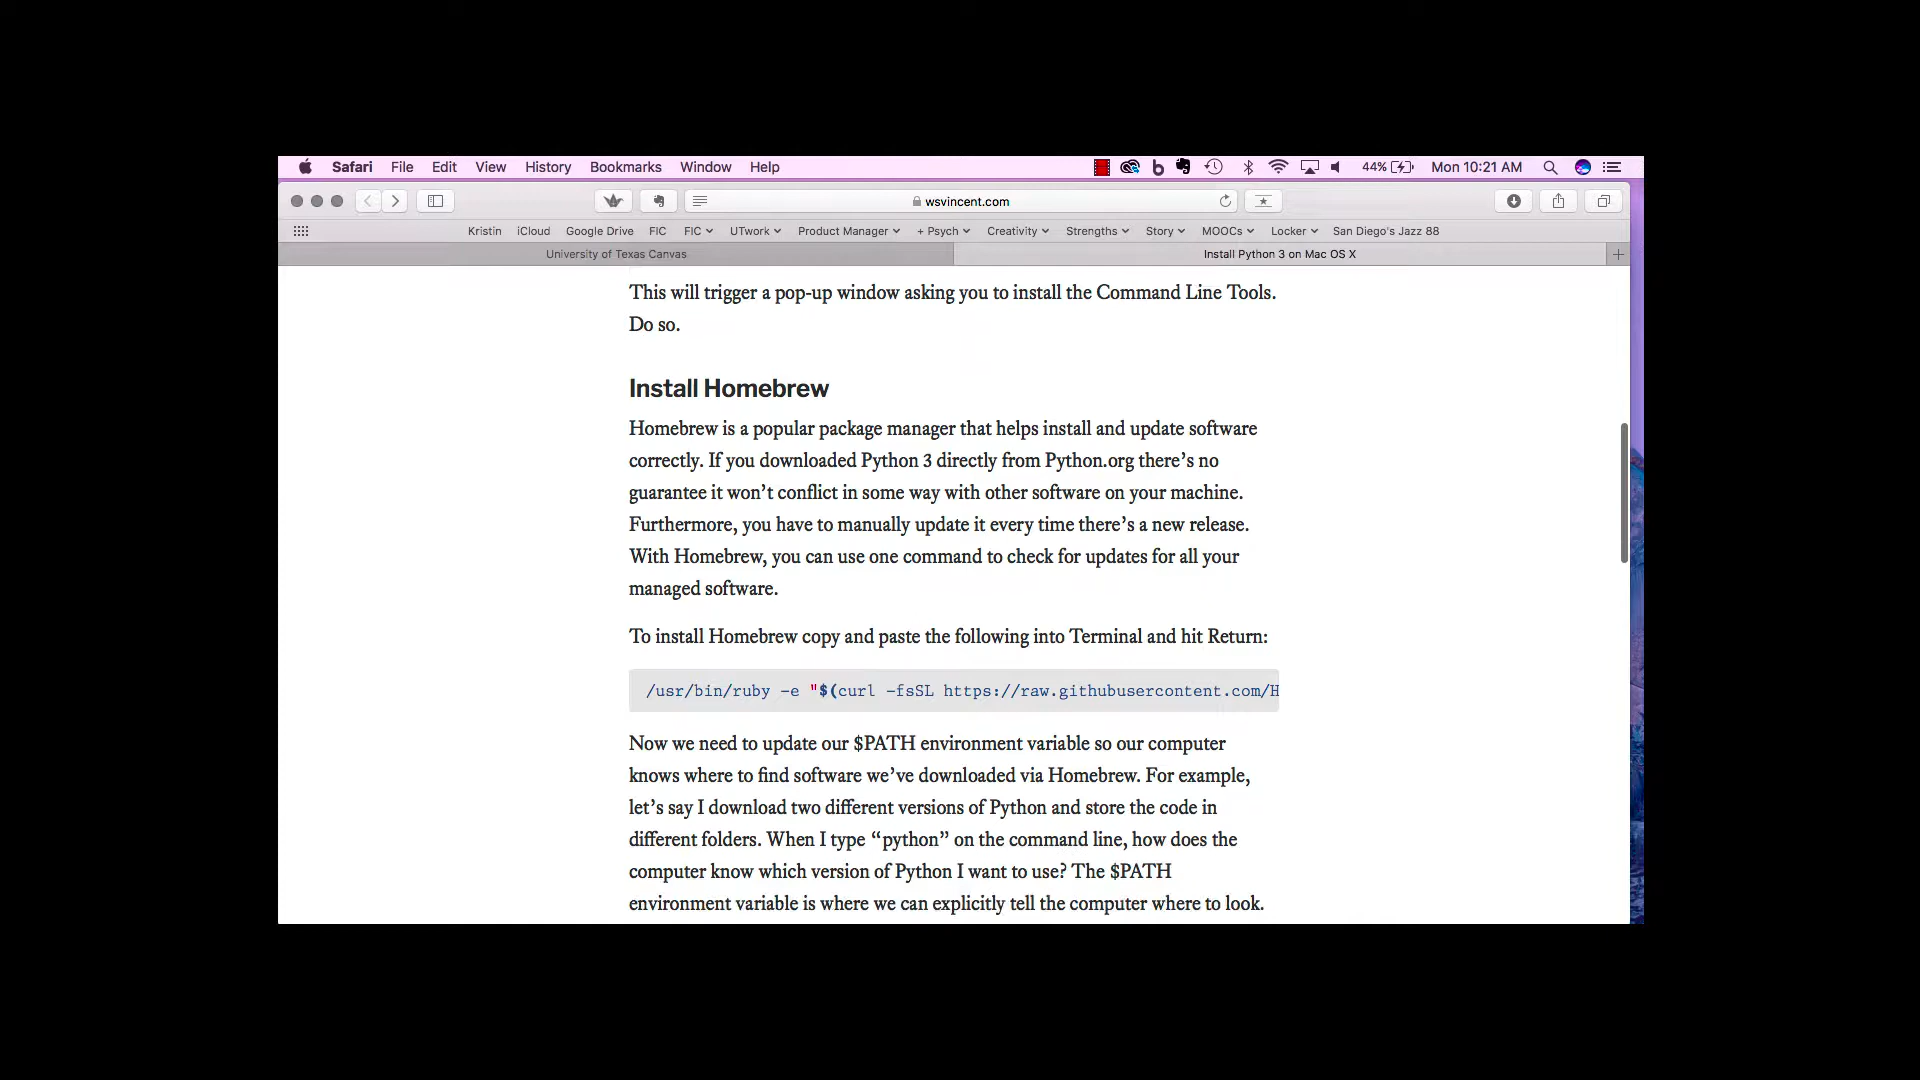 Safari File Edit View History Bookmarks Window Help 44% Mon 10:21 AM
wsvincent.com
Kristin iCloud Google Drive FIC FIC UTwork Product Manager + Psych Creativity Strengths Story MOOCs Locker San Diego's Jazz 88
University of Texas Canvas Install Python 3 on Mac OS X
This will trigger a pop-up window asking you to install the Command Line Tools.
Do so.
Install Homebrew
Homebrew is a popular package manager that helps install and update software
correctly. If you downloaded Python 3 directly from Python.org there’s no
guarantee it won’t conflict in some way with other software on your machine.
Furthermore, you have to manually update it every time there’s a new release.
With Homebrew, you can use one command to check for updates for all your
managed software.
To install Homebrew copy and paste the following into Terminal and hit Return:
/usr/bin/ruby -e "$(curl -fsSL https://raw.githubusercontent.com/H
Now we need to update our $PATH environment variable so our computer
knows where to find software we’ve downloaded via Homebrew. For example,
let’s say I download two different versions of Python and store the code in
different folders. When I type “python” on the command line, how does the
computer know which version of Python I want to use? The $PATH
environment variable is where we can explicitly tell the computer where to look.